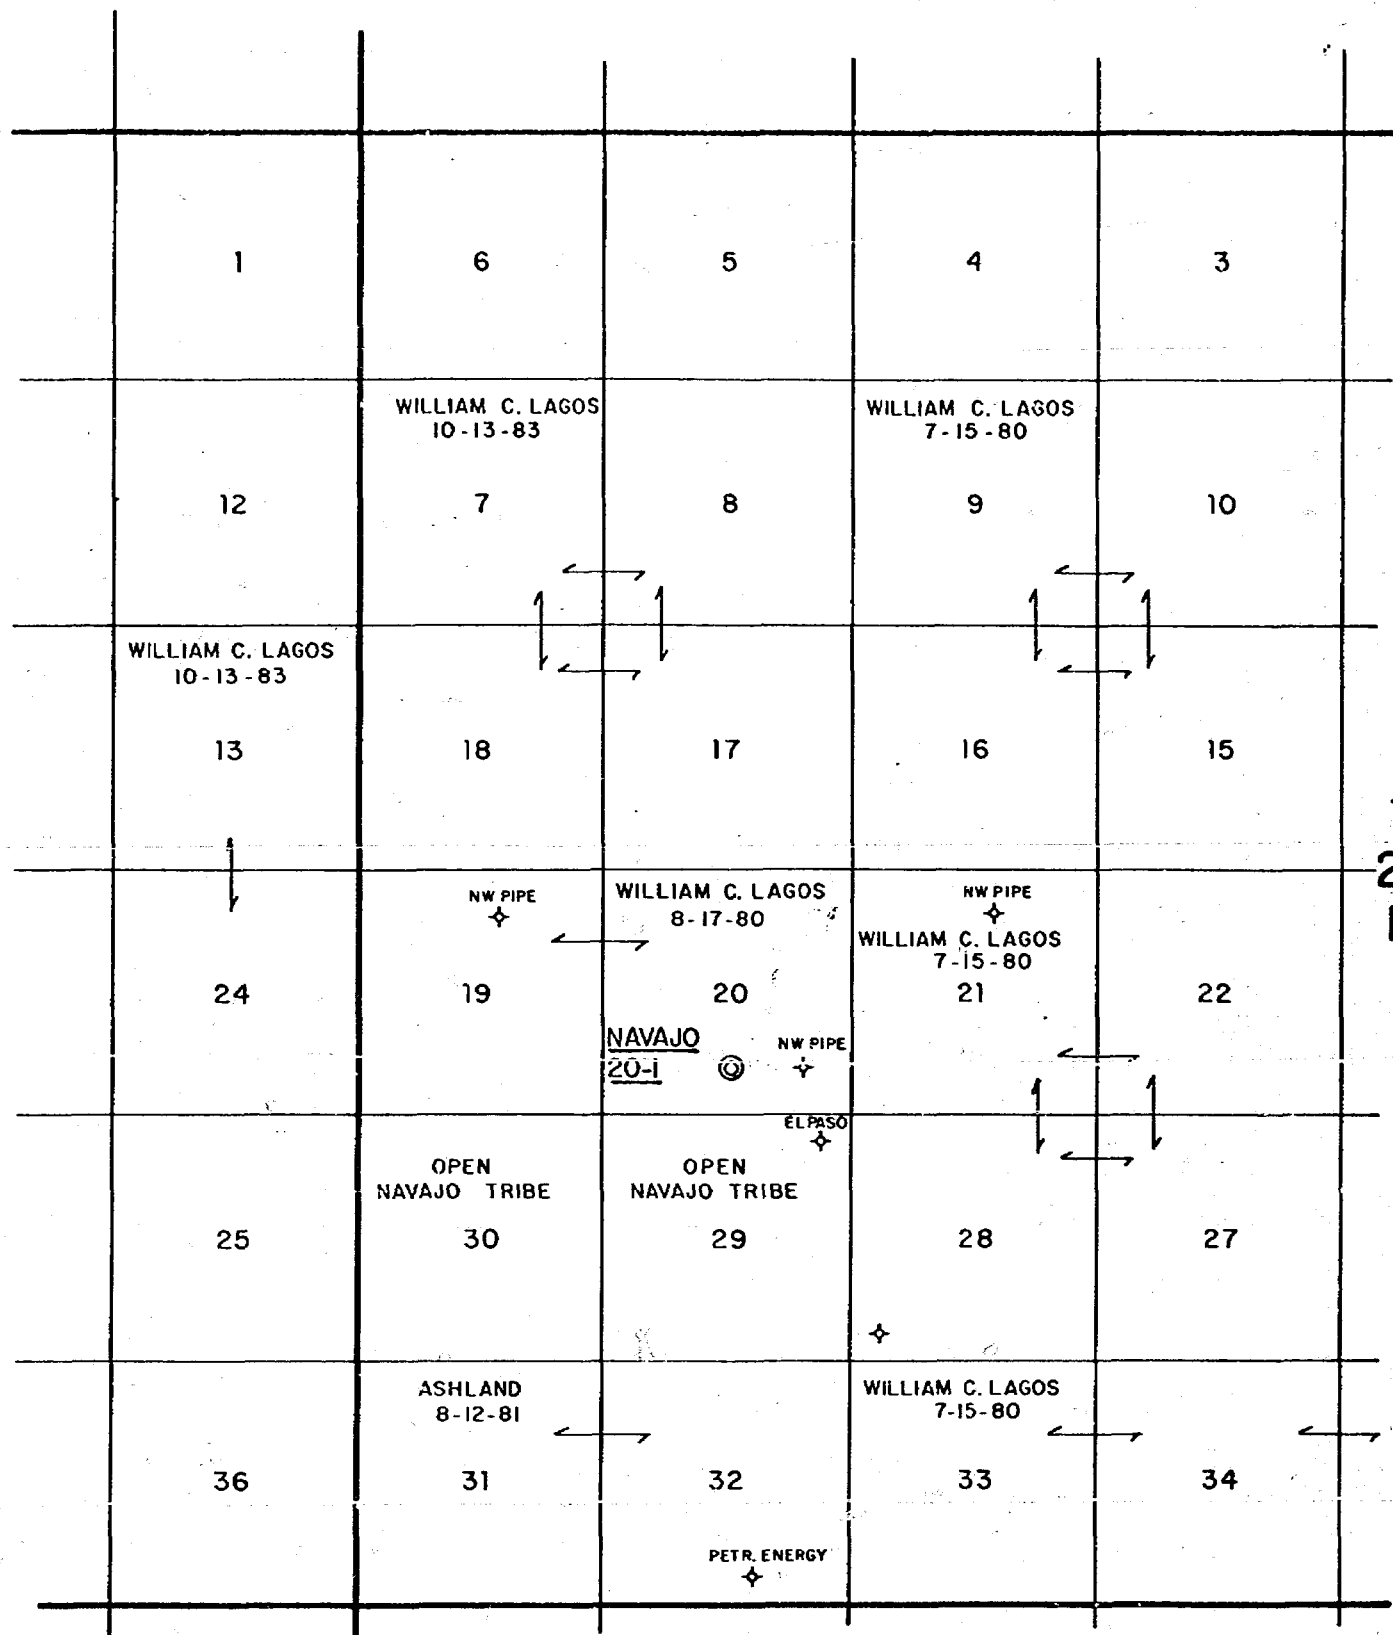 1 6 5 4 3
WILLIAM C. LAGOS
10-13-83
WILLIAM C. LAGOS
7-15-80
12 7 8 9 10
WILLIAM C. LAGOS
10-13-83
13 18 17 16 15
2
NW PIPE
WILLIAM C. LAGOS
8-17-80
NW PIPE
WILLIAM C. LAGOS
7-15-80
24 19 20 21 22
NAVAJO
20-1
NW PIPE
EL PASO
OPEN
NAVAJO TRIBE
OPEN
NAVAJO TRIBE
25 30 29 28 27
ASHLAND
8-12-81
WILLIAM C. LAGOS
7-15-80
36 31 32 33 34
PETR. ENERGY